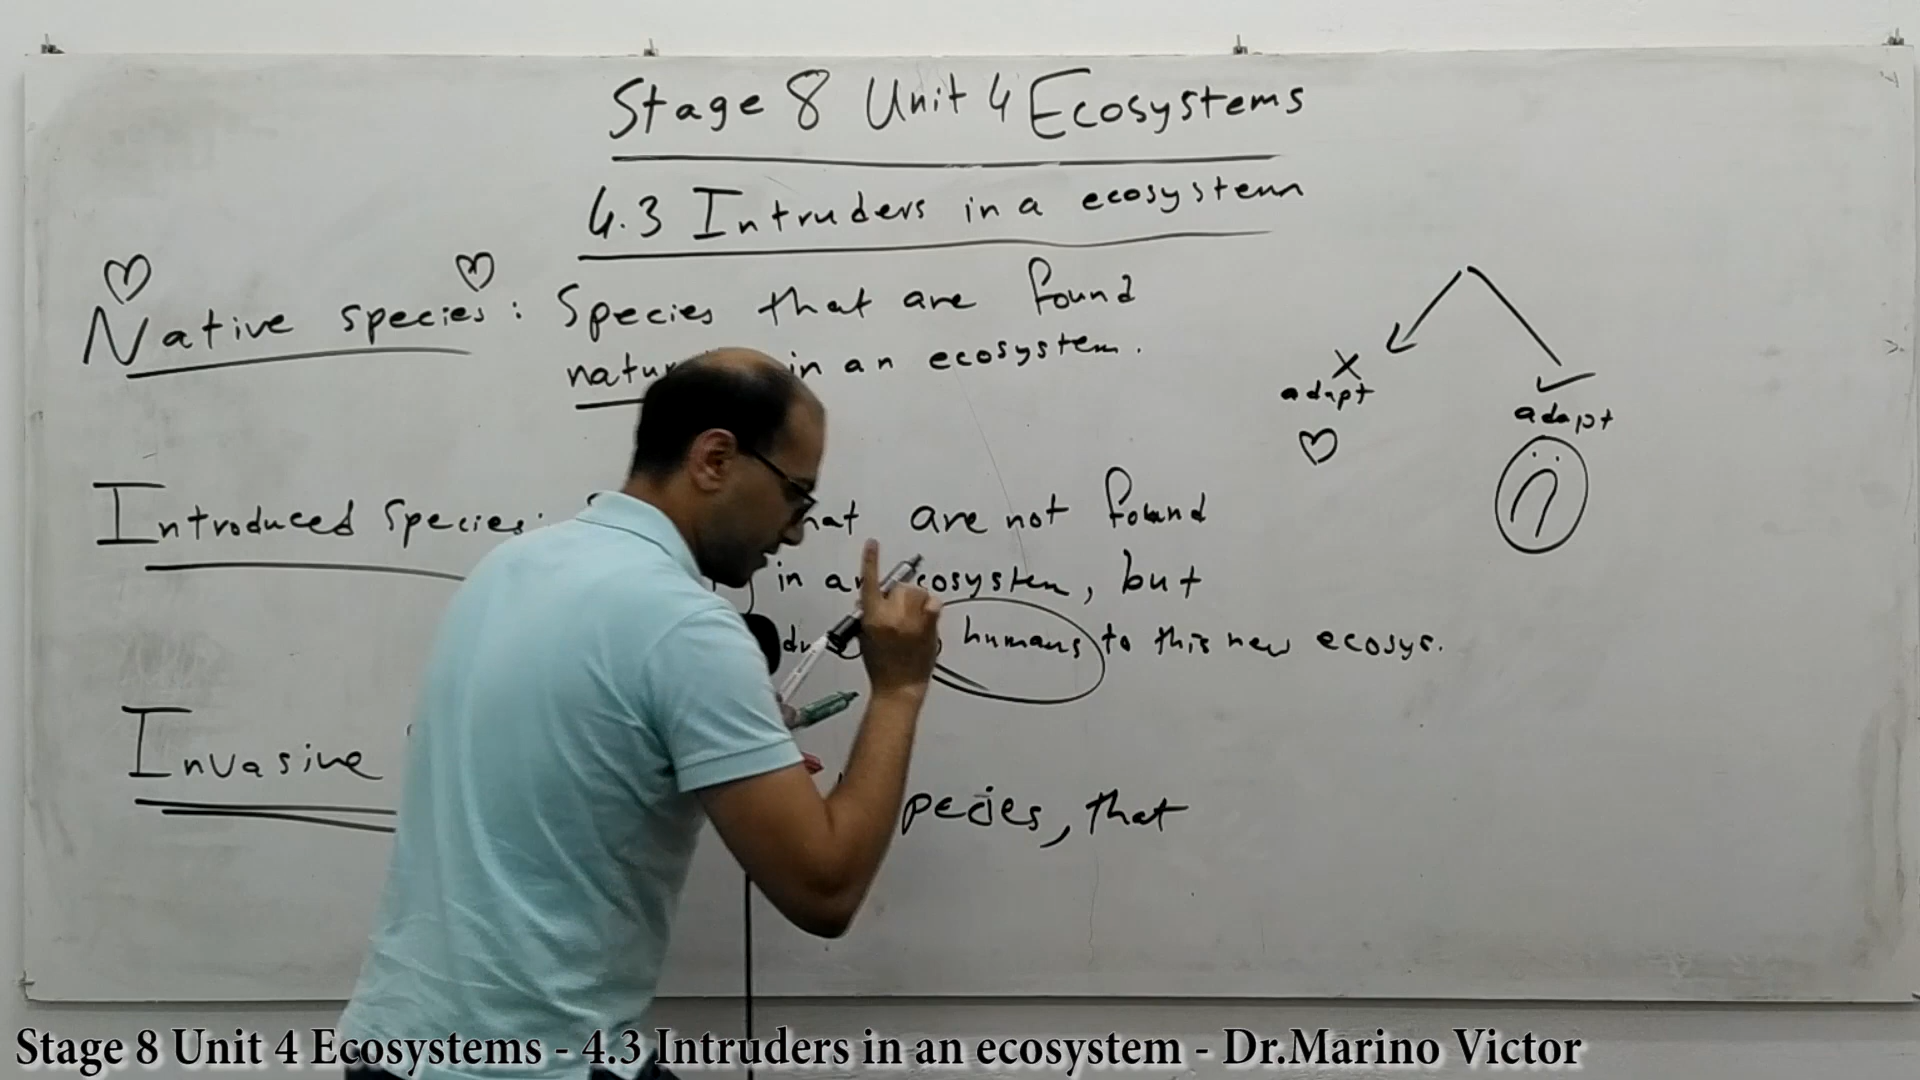 Stage 8 Unit 4 Ecosystems
4.3 Intruders in a ecosystem
Native species : Species that are found
in an ecosystem.
Introduced Species: are not found
in an ecosystem, but
humans to this new ecosys.
Invasive
that
adapt
adapt
Stage 8 Unit 4 Ecosystems - 4.3 Intruders in an ecosystem - Dr.Marino Victor